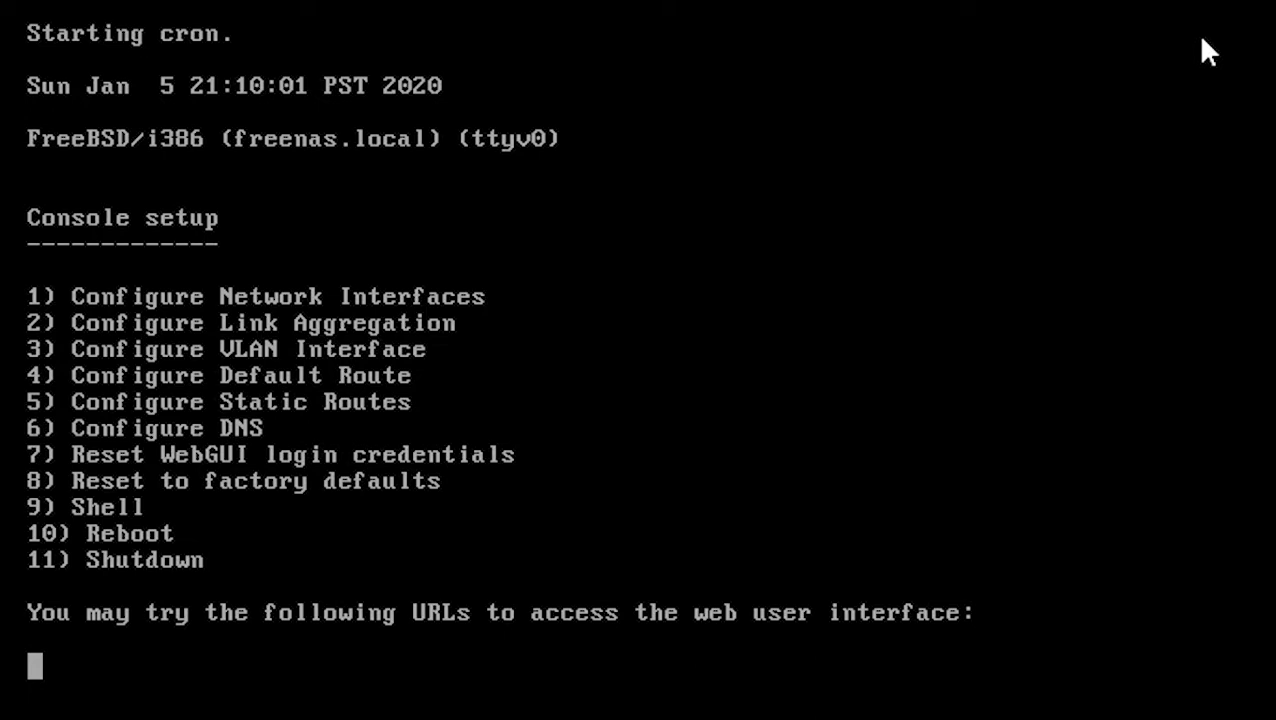 Starting cron.
Sun Jan  5 21:10:01 PST 2020
FreeBSD/i386 (freenas.local) (ttyv0)
Console setup
-------------
1) Configure Network Interfaces
2) Configure Link Aggregation
3) Configure VLAN Interface
4) Configure Default Route
5) Configure Static Routes
6) Configure DNS
7) Reset WebGUI login credentials
8) Reset to factory defaults
9) Shell
10) Reboot
11) Shutdown
You may try the following URLs to access the web user interface: